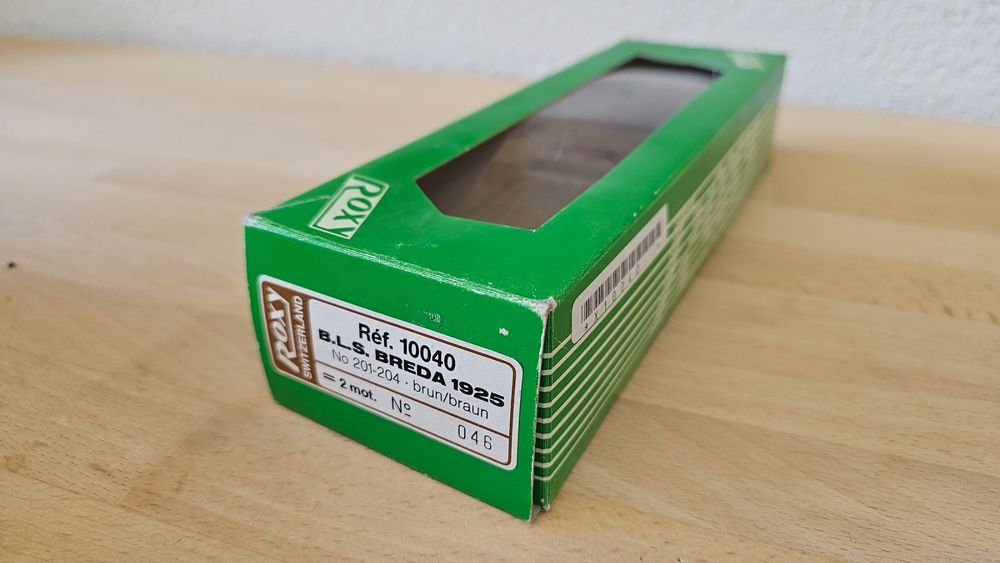 ROXY
ROXY
SWITZERLAND
Réf. 10040
B.L.S. BREDA 1925
No 201-204 · brun/braun
= 2 mot.
Nº 046